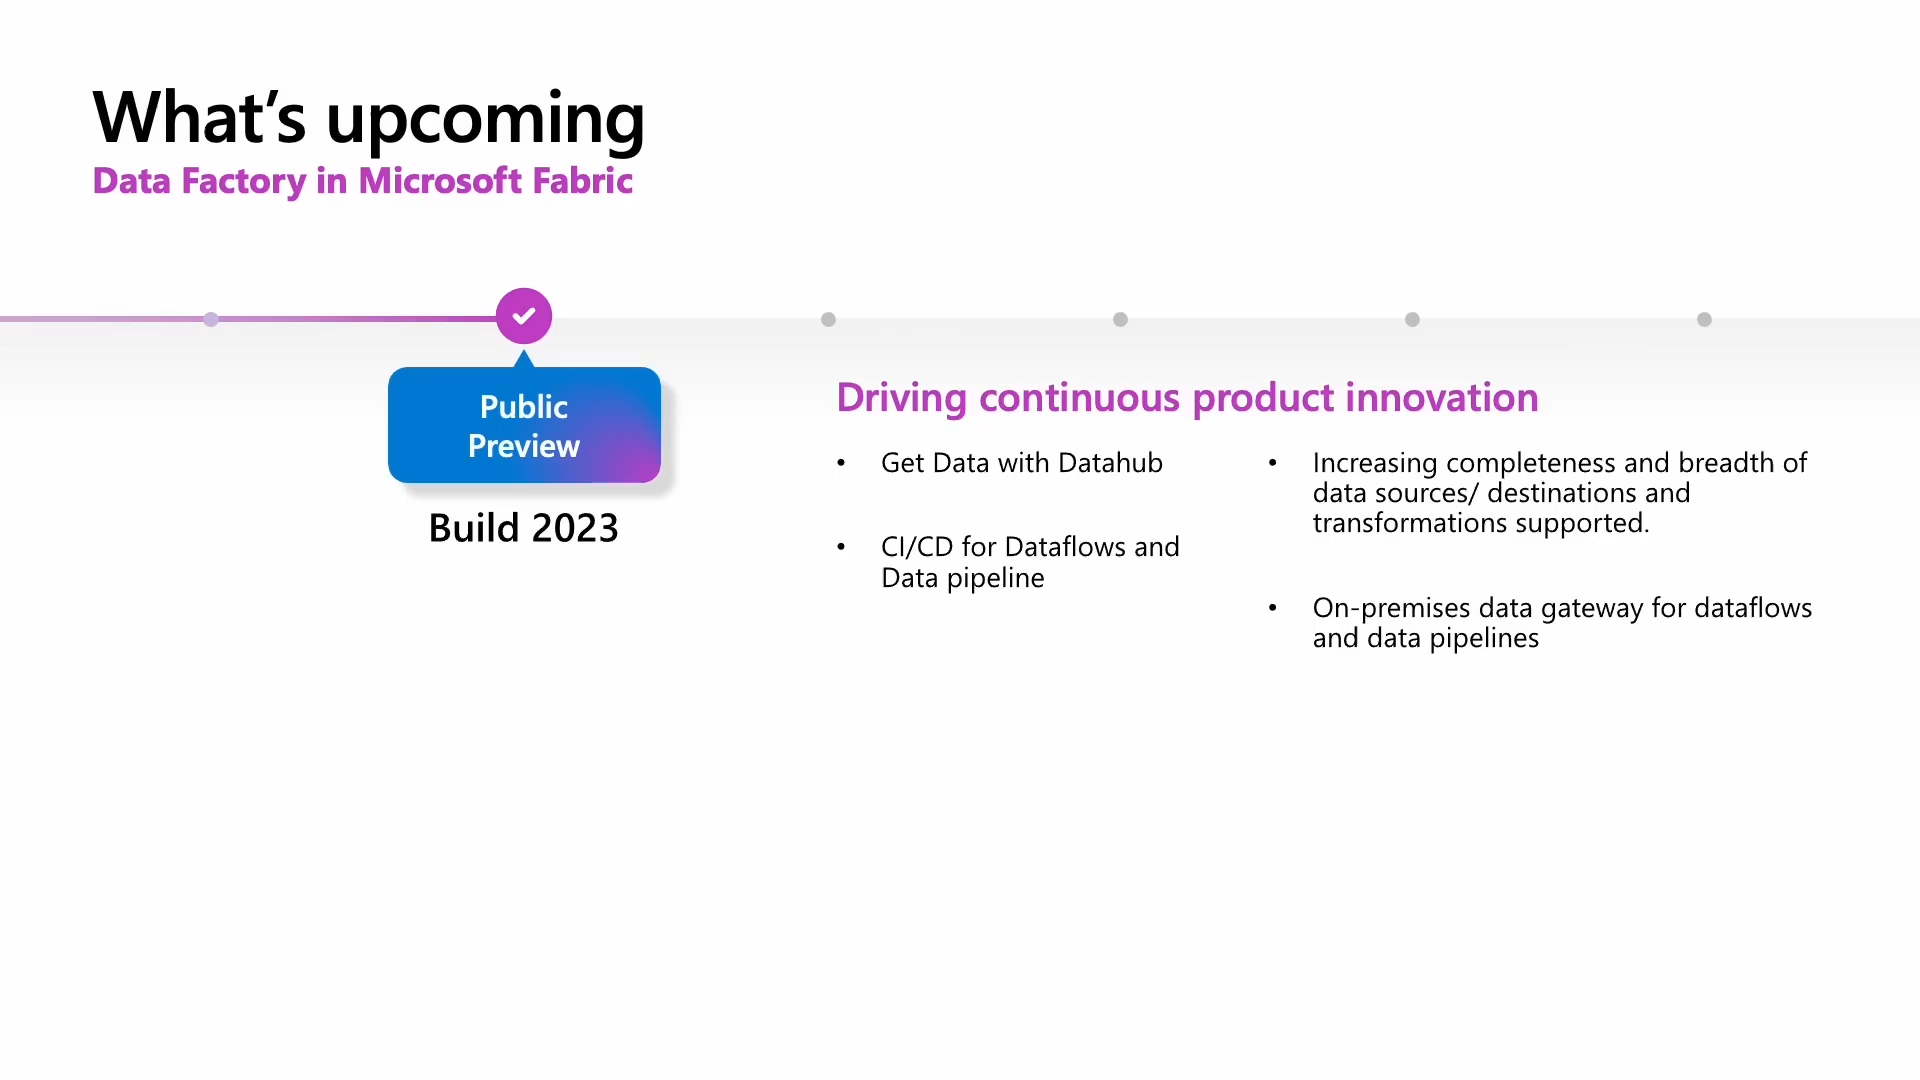 What’s upcoming
Data Factory in Microsoft Fabric
Public
Preview
Build 2023
Driving continuous product innovation
• Get Data with Datahub
• CI/CD for Dataflows and
Data pipeline
• Increasing completeness and breadth of
data sources/ destinations and
transformations supported.
• On-premises data gateway for dataflows
and data pipelines